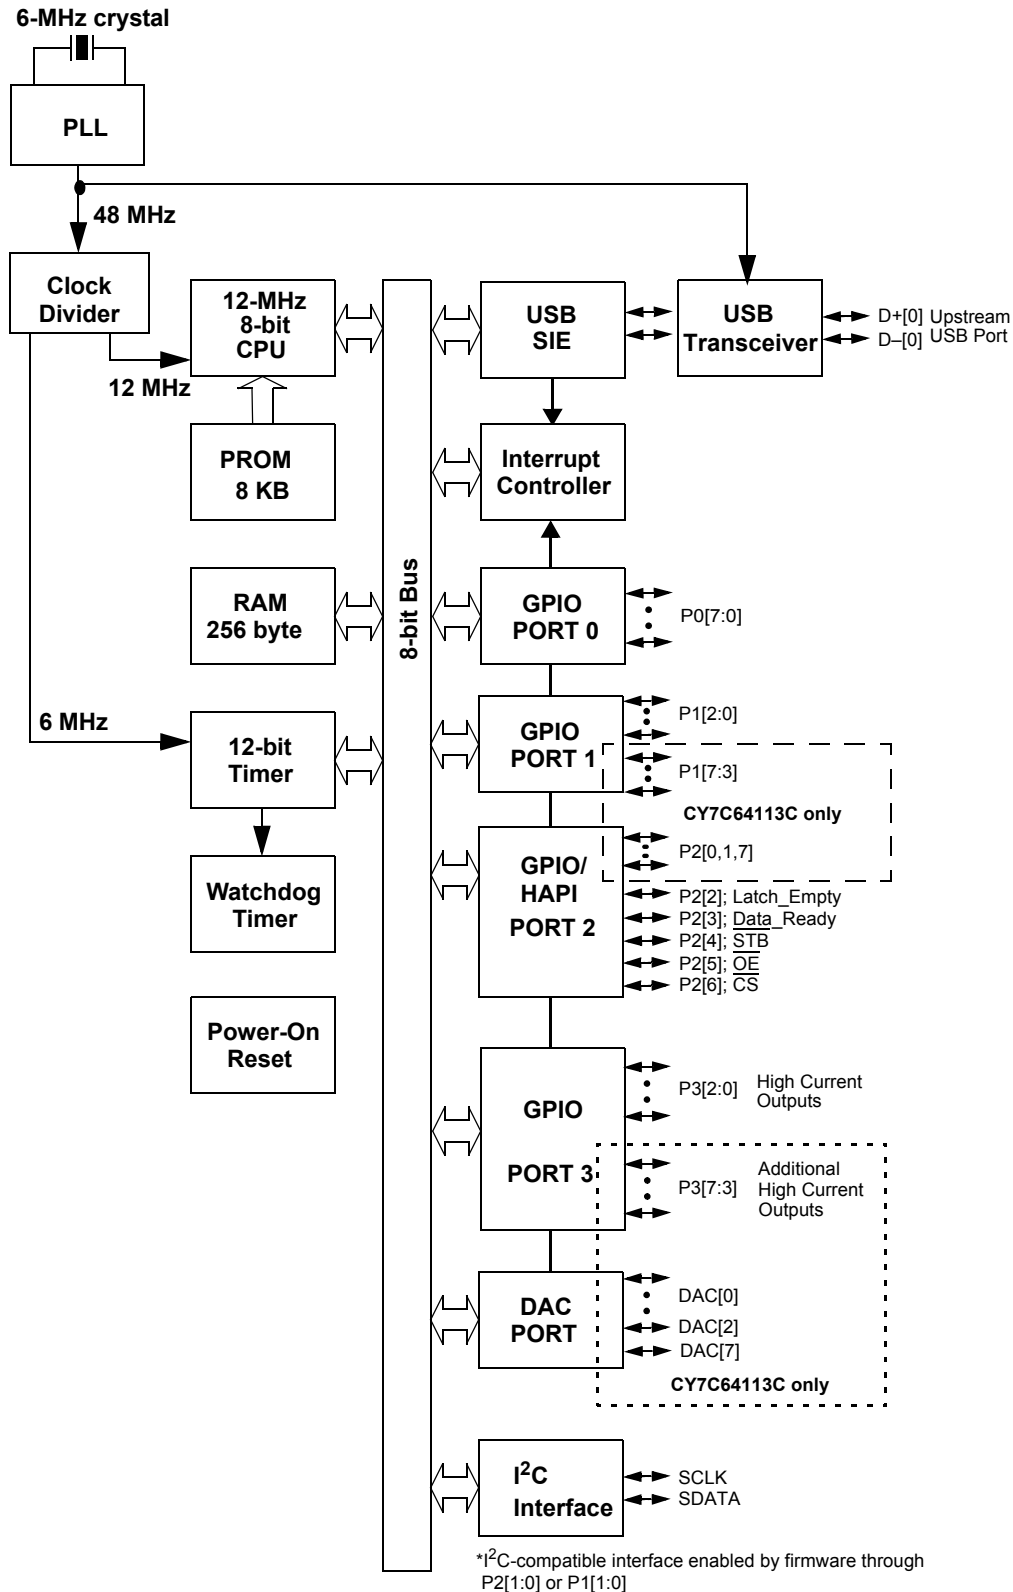 6-MHz crystal
PLL
48 MHz
Clock
Divider
12-MHz
8-bit
CPU
12 MHz
USB
SIE
USB
Transceiver
D+[0] Upstream
D–[0] USB Port
PROM
8 KB
Interrupt
Controller
8-bit Bus
RAM
256 byte
GPIO
PORT 0
P0[7:0]
6 MHz
12-bit
Timer
GPIO
PORT 1
P1[2:0]
P1[7:3]
CY7C64113C only
P2[0,1,7]
Watchdog
Timer
GPIO/
HAPI
PORT 2
P2[2]; Latch_Empty
P2[3]; Data_Ready
P2[4]; S̅T̅B̅
P2[5]; O̅E̅
P2[6]; C̅S̅
Power-On
Reset
GPIO
PORT 3
P3[2:0]
High Current
Outputs
P3[7:3]
Additional
High Current
Outputs
DAC
PORT
DAC[0]
DAC[2]
DAC[7]
CY7C64113C only
I²C
Interface
SCLK
SDATA
*I²C-compatible interface enabled by firmware through
P2[1:0] or P1[1:0]